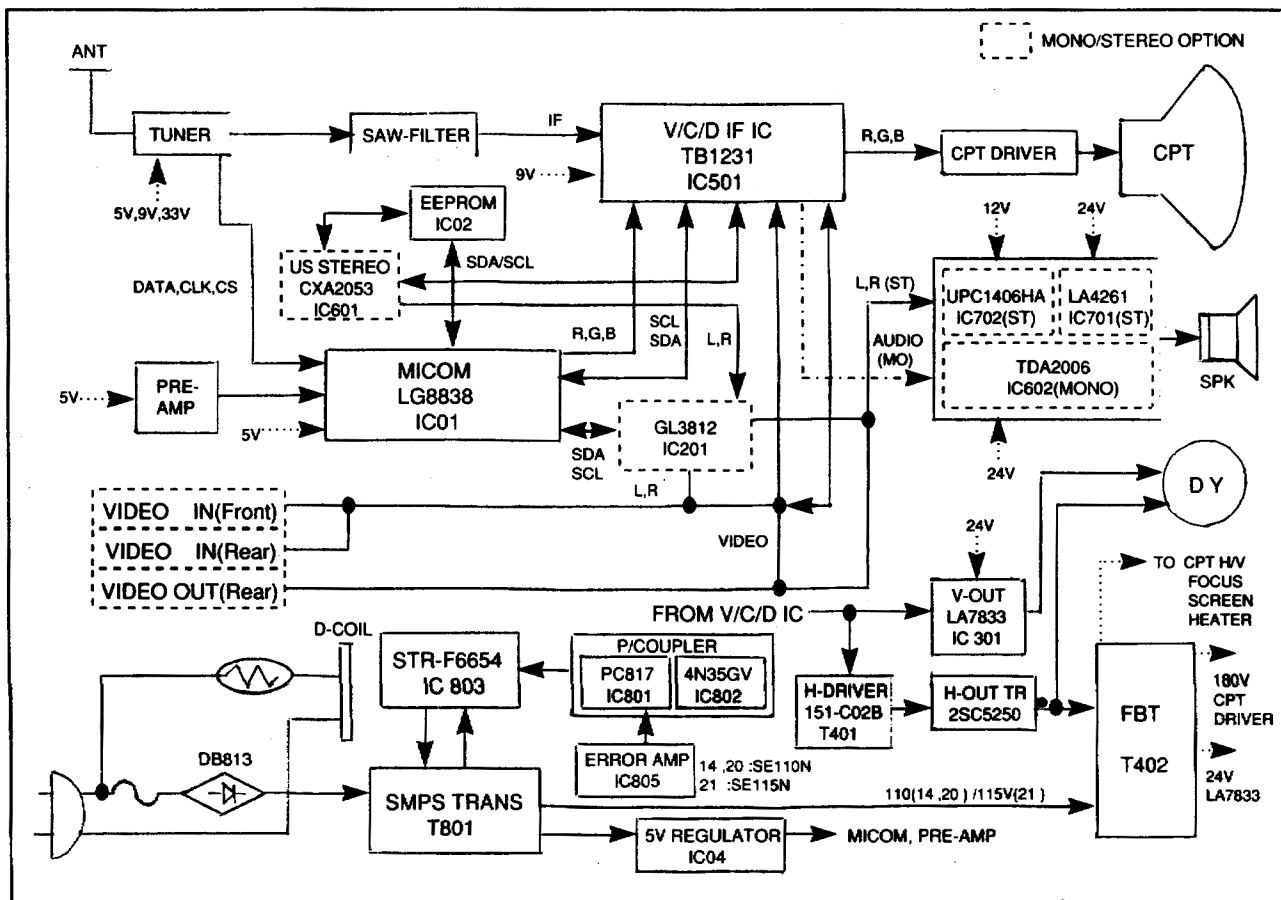 MONO/STEREO OPTION
ANT
TUNER
SAW-FILTER
IF
V/C/D IF IC
TB1231
IC501
R,G,B
CPT DRIVER
CPT
9V
5V,9V,33V
EEPROM
IC02
12V
24V
US STEREO
CXA2053
IC601
SDA/SCL
DATA,CLK,CS
L,R (ST)
UPC1406HA
IC702(ST)
LA4261
IC701(ST)
R,G,B
SCL
SDA
L,R
AUDIO
(MO)
TDA2006
IC602(MONO)
SPK
PRE-
AMP
5V
MICOM
LG8838
IC01
5V
SDA
SCL
GL3812
IC201
24V
L,R
D Y
VIDEO IN(Front)
VIDEO IN(Rear)
VIDEO OUT(Rear)
VIDEO
24V
FROM V/C/D IC
V-OUT
LA7833
IC 301
TO CPT H/V
FOCUS
SCREEN
HEATER
D-COIL
STR-F6654
IC 803
P/COUPLER
PC817
IC801
4N35GV
IC802
H-DRIVER
151-C02B
T401
H-OUT TR
2SC5250
FBT
T402
180V
CPT
DRIVER
24V
LA7833
DB813
ERROR AMP
IC805
14 ,20 :SE110N
21 :SE115N
SMPS TRANS
T801
110(14 ,20 ) /115V(21 )
5V REGULATOR
IC04
MICOM, PRE-AMP